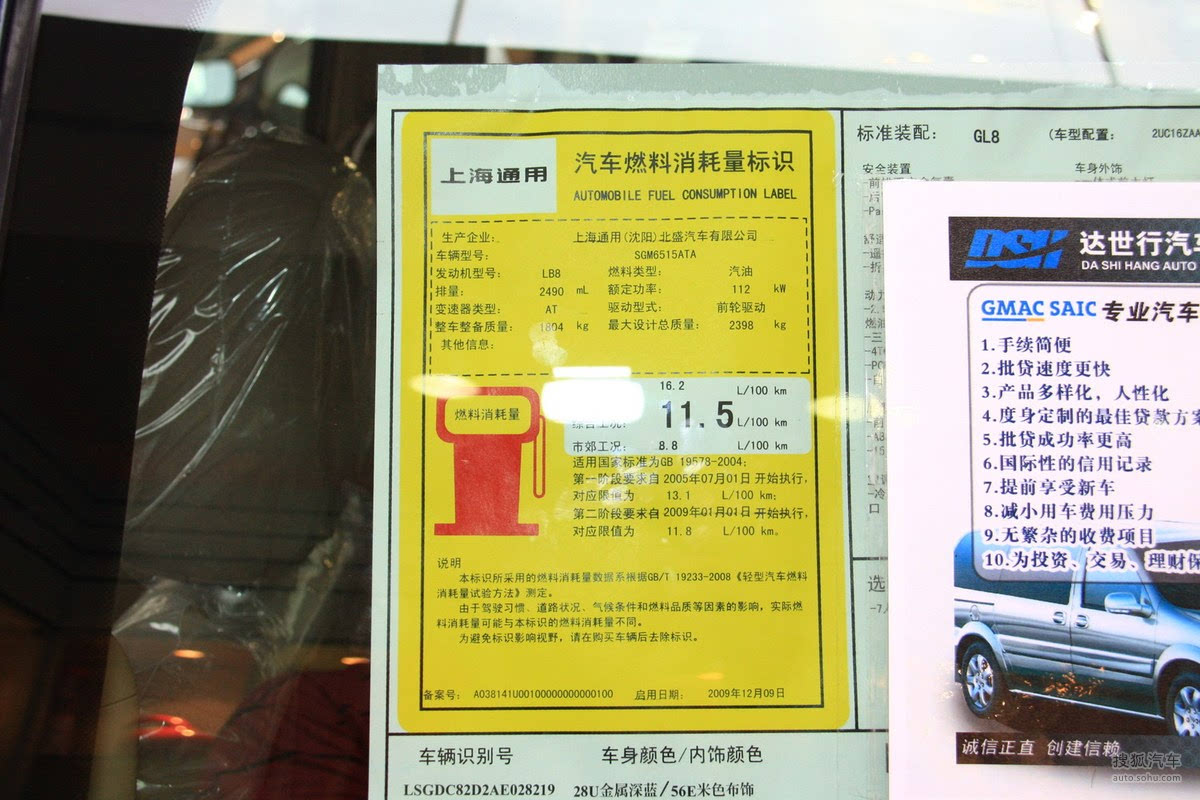 上海通用
汽车燃料消耗量标识
AUTOMOBILE FUEL CONSUMPTION LABEL
生产企业： 上海通用(沈阳)北盛汽车有限公司
车辆型号： SGM6515ATA
发动机型号： LB8 燃料类型： 汽油
排量： 2490 mL 额定功率： 112 kW
变速器类型： AT 驱动型式： 前轮驱动
整车整备质量： 1804 kg 最大设计总质量： 2398 kg
其他信息：
燃料消耗量
16.2 L/100 km
综合工况： 11.5 L/100 km
市郊工况： 8.8 L/100 km
适用国家标准为GB 19578-2004；
第一阶段要求自 2005年07月01日 开始执行，
对应限值为 13.1 L/100 km；
第二阶段要求自 2009年01月01日 开始执行，
对应限值为 11.8 L/100 km。
说明
本标识所采用的燃料消耗量数据系根据GB/T 19233-2008《轻型汽车燃料
消耗量试验方法》测定。
由于驾驶习惯、道路状况、气候条件和燃料品质等因素的影响，实际燃
料消耗量可能与本标识的燃料消耗量不同。
为避免标识影响视野，请在购买车辆后去除标识。
备案号： A038141U00100000000000100 启用日期： 2009年12月09日
车辆识别号 车身颜色/内饰颜色
LSGDC82D2AE028219 28U金属深蓝/56E米色布饰
标准装配： GL8 (车型配置： 2UC16ZAA
安全装置 车身外饰
DSH 达世行汽车
DA SHI HANG AUTO
GMAC SAIC 专业汽车
1.手续简便
2.批贷速度更快
3.产品多样化，人性化
4.度身定制的最佳贷款方案
5.批贷成功率更高
6.国际性的信用记录
7.提前享受新车
8.减小用车费用压力
9.无繁杂的收费项目
10.为投资、交易、理财保
选
诚信正直 创建信赖
搜狐汽车
auto.sohu.com